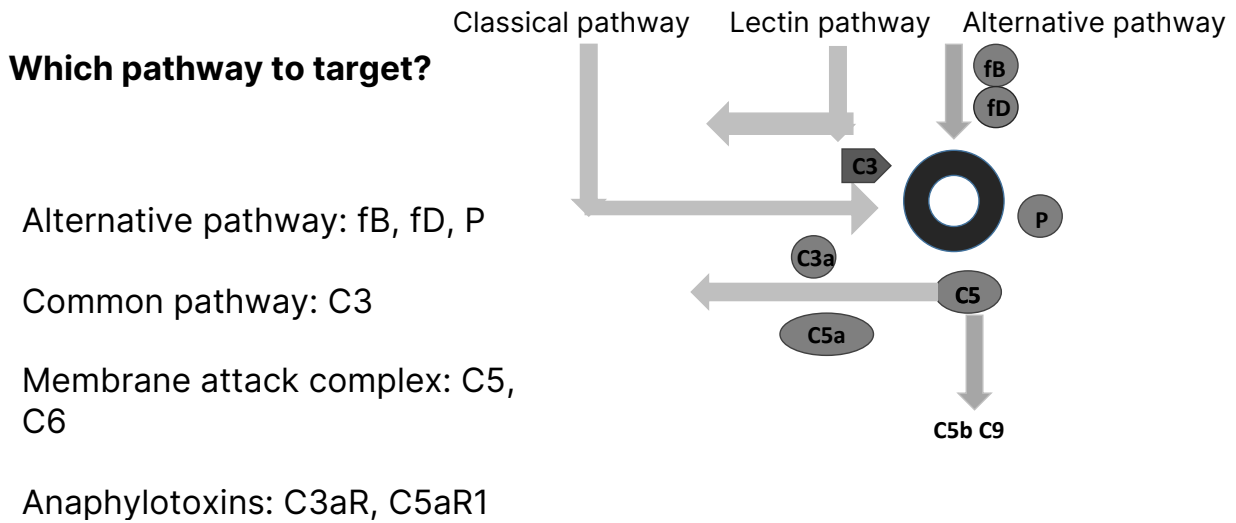 Classical pathway
Lectin pathway
Alternative pathway
Which pathway to target?
fB
fD
C3
Alternative pathway: fB, fD, P
P
C3a
Common pathway: C3
C5
C5a
Membrane attack complex: C5,
C6
C5b C9
Anaphylotoxins: C3aR, C5aR1